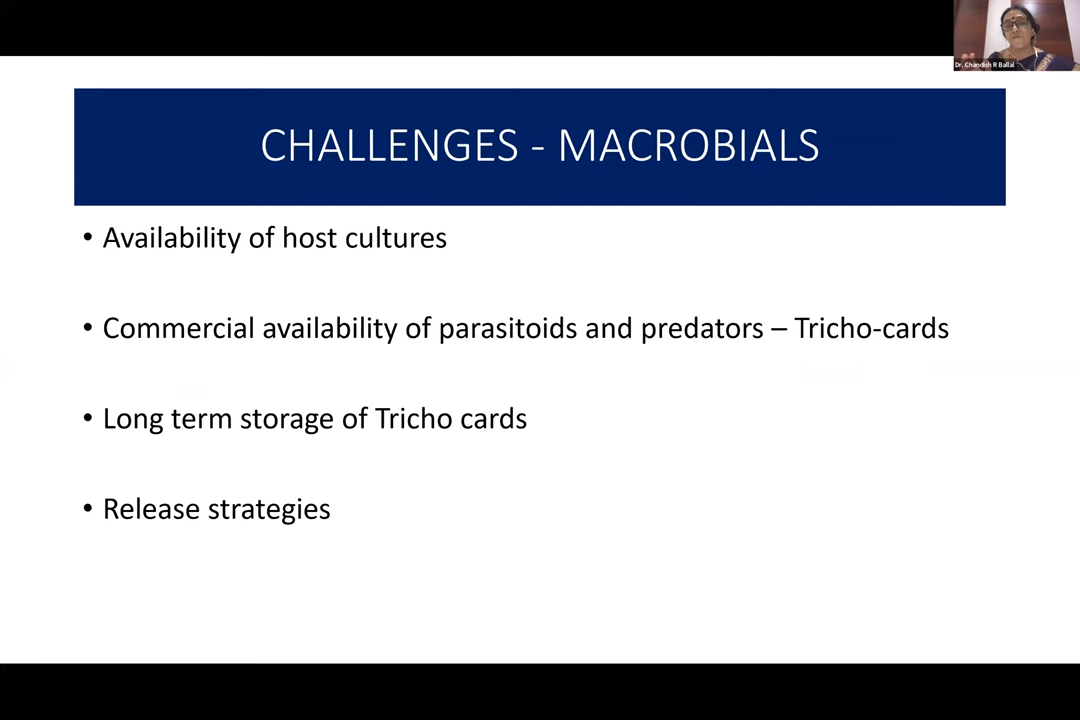 Dr. Chandish R Ballal
CHALLENGES - MACROBIALS
• Availability of host cultures
• Commercial availability of parasitoids and predators – Tricho-cards
• Long term storage of Tricho cards
• Release strategies